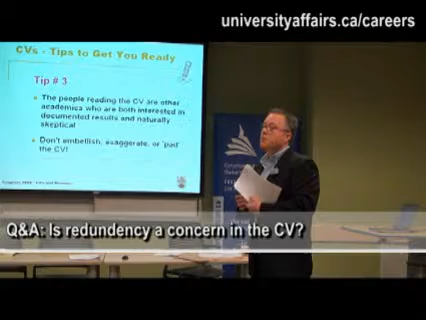 universityaffairs.ca/careers
CVs - Tips to Get You Ready
Tip # 3
The people reading the CV are other
academics who are both interested in
documented results and naturally
skeptical
Don't embellish, exaggerate, or 'pad'
the CV!
Q&A: Is redundency a concern in the CV?